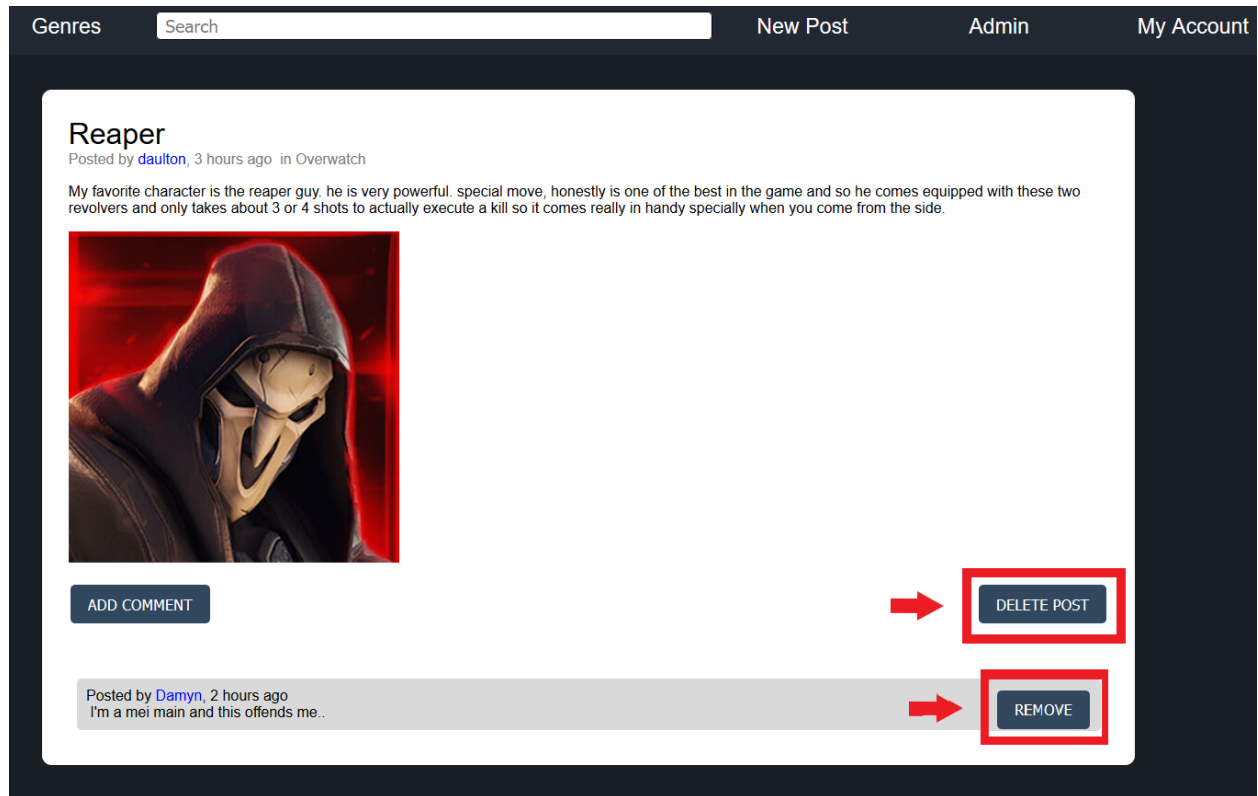 Genres Search New Post Admin My Account
Reaper
Posted by daulton, 3 hours ago in Overwatch
My favorite character is the reaper guy. he is very powerful. special move, honestly is one of the best in the game and so he comes equipped with these two
revolvers and only takes about 3 or 4 shots to actually execute a kill so it comes really in handy specially when you come from the side.
ADD COMMENT DELETE POST
Posted by Damyn, 2 hours ago
I'm a mei main and this offends me..
REMOVE